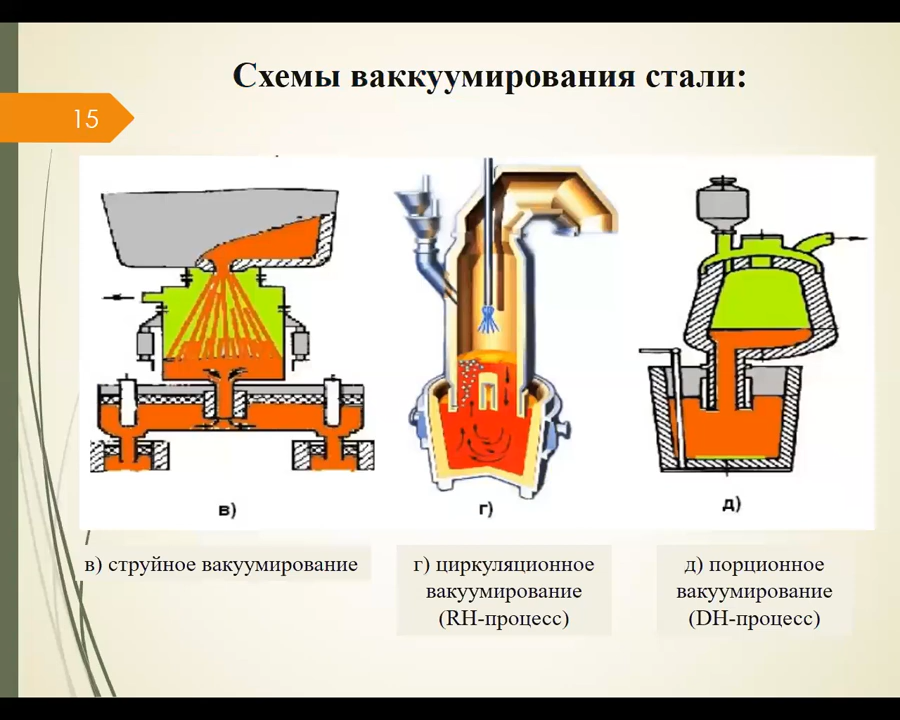 Схемы ваккуумирования стали:
15
в)
г)
д)
в) струйное вакуумирование
г) циркуляционное
вакуумирование
(RH-процесс)
д) порционное
вакуумирование
(DH-процесс)